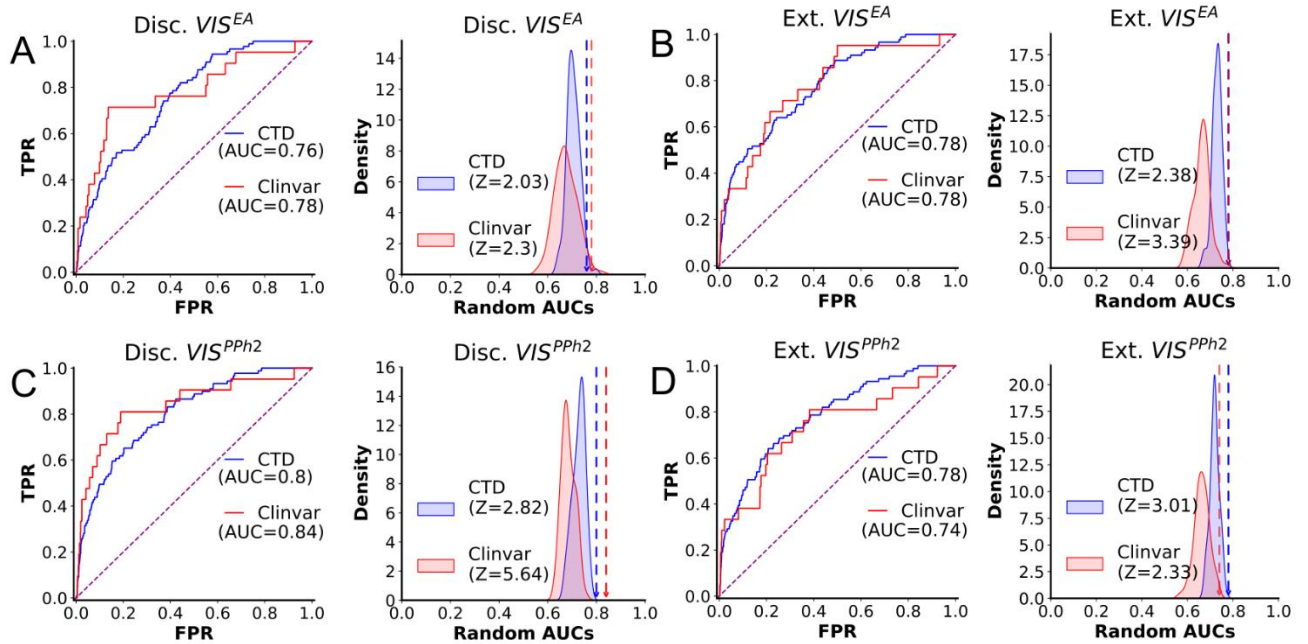 A
Disc. VIS^EA
1.0
0.8
0.6
0.4
0.2
0.0
TPR
CTD
(AUC=0.76)
Clinvar
(AUC=0.78)
0.0 0.2 0.4 0.6 0.8 1.0
FPR
Disc. VIS^EA
14
12
10
8
6
4
2
0
Density
CTD
(Z=2.03)
Clinvar
(Z=2.3)
0.0 0.2 0.4 0.6 0.8 1.0
Random AUCs
B
Ext. VIS^EA
1.0
0.8
0.6
0.4
0.2
0.0
TPR
CTD
(AUC=0.78)
Clinvar
(AUC=0.78)
0.0 0.2 0.4 0.6 0.8 1.0
FPR
Ext. VIS^EA
17.5
15.0
12.5
10.0
7.5
5.0
2.5
0.0
Density
CTD
(Z=2.38)
Clinvar
(Z=3.39)
0.0 0.2 0.4 0.6 0.8 1.0
Random AUCs
C
Disc. VIS^PPh2
1.0
0.8
0.6
0.4
0.2
0.0
TPR
CTD
(AUC=0.8)
Clinvar
(AUC=0.84)
0.0 0.2 0.4 0.6 0.8 1.0
FPR
Disc. VIS^PPh2
16
14
12
10
8
6
4
2
0
Density
CTD
(Z=2.82)
Clinvar
(Z=5.64)
0.0 0.2 0.4 0.6 0.8 1.0
Random AUCs
D
Ext. VIS^PPh2
1.0
0.8
0.6
0.4
0.2
0.0
TPR
CTD
(AUC=0.78)
Clinvar
(AUC=0.74)
0.0 0.2 0.4 0.6 0.8 1.0
FPR
Ext. VIS^PPh2
20.0
17.5
15.0
12.5
10.0
7.5
5.0
2.5
0.0
Density
CTD
(Z=3.01)
Clinvar
(Z=2.33)
0.0 0.2 0.4 0.6 0.8 1.0
Random AUCs